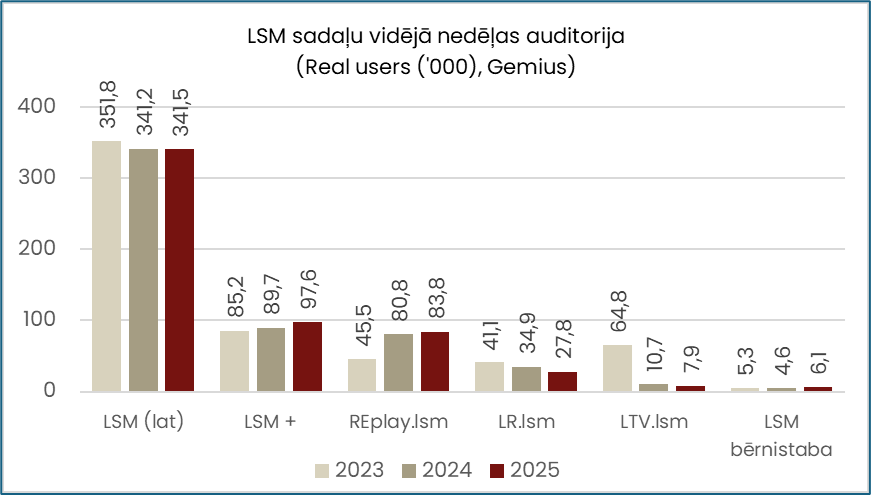 LSM sadaļu vidējā nedēļas auditorija
(Real users ('000), Gemius)
400
300
200
100
0
351,8
341,2
341,5
85,2
89,7
97,6
45,5
80,8
83,8
41,1
34,9
27,8
64,8
10,7
7,9
5,3
4,6
6,1
LSM (lat)
LSM +
REplay.lsm
LR.lsm
LTV.lsm
LSM
bērnistaba
2023
2024
2025